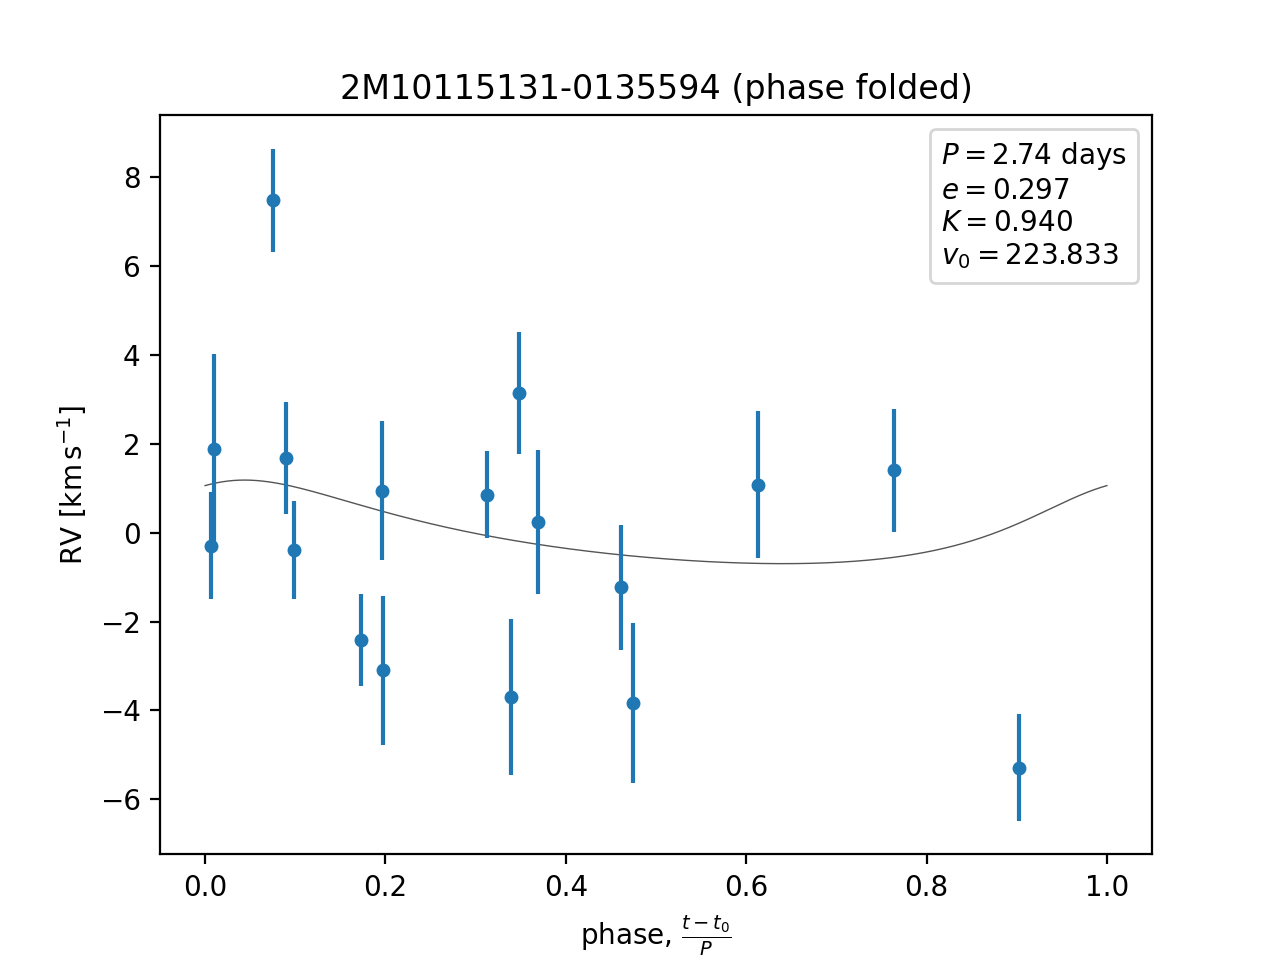 2M10115131-0135594 (phase folded)
P = 2.74 days
e = 0.297
K = 0.940
v₀ = 223.833
RV [km s⁻¹]
8
6
4
2
0
−2
−4
−6
0.0 0.2 0.4 0.6 0.8 1.0
phase, (t − t₀)/P